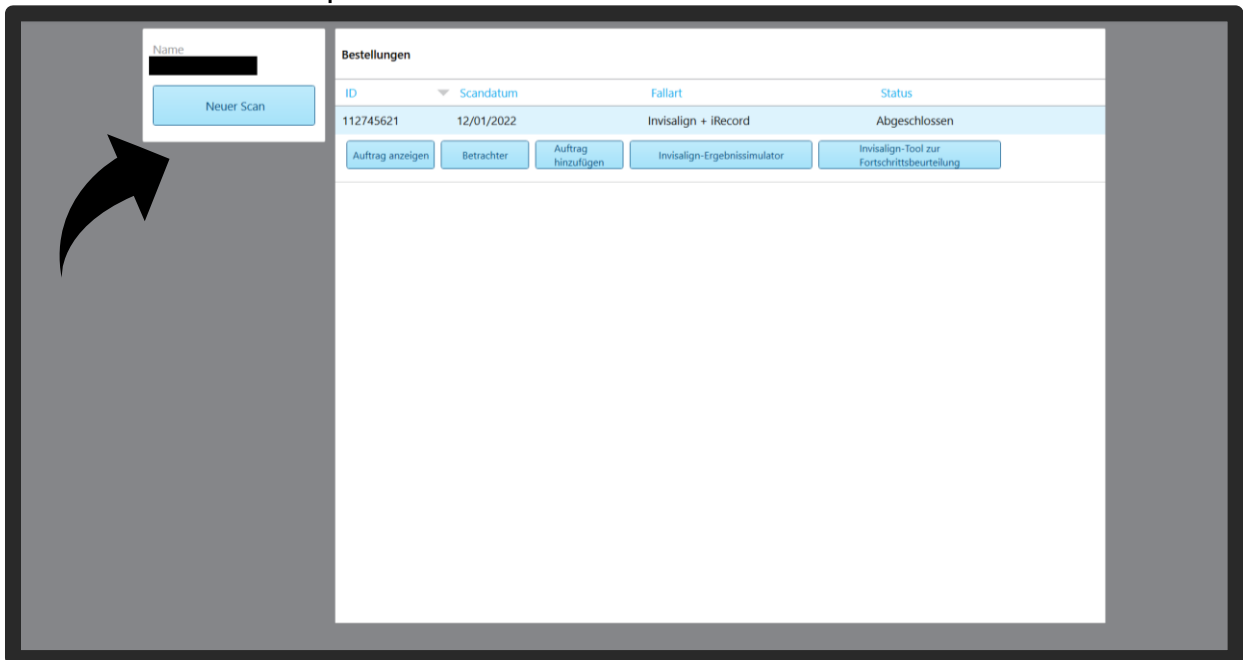 Name
Neuer Scan
Bestellungen
ID Scandatum Fallart Status
112745621 12/01/2022 Invisalign + iRecord Abgeschlossen
Auftrag anzeigen Betrachter Auftrag hinzufügen Invisalign-Ergebnissimulator Invisalign-Tool zur Fortschrittsbeurteilung